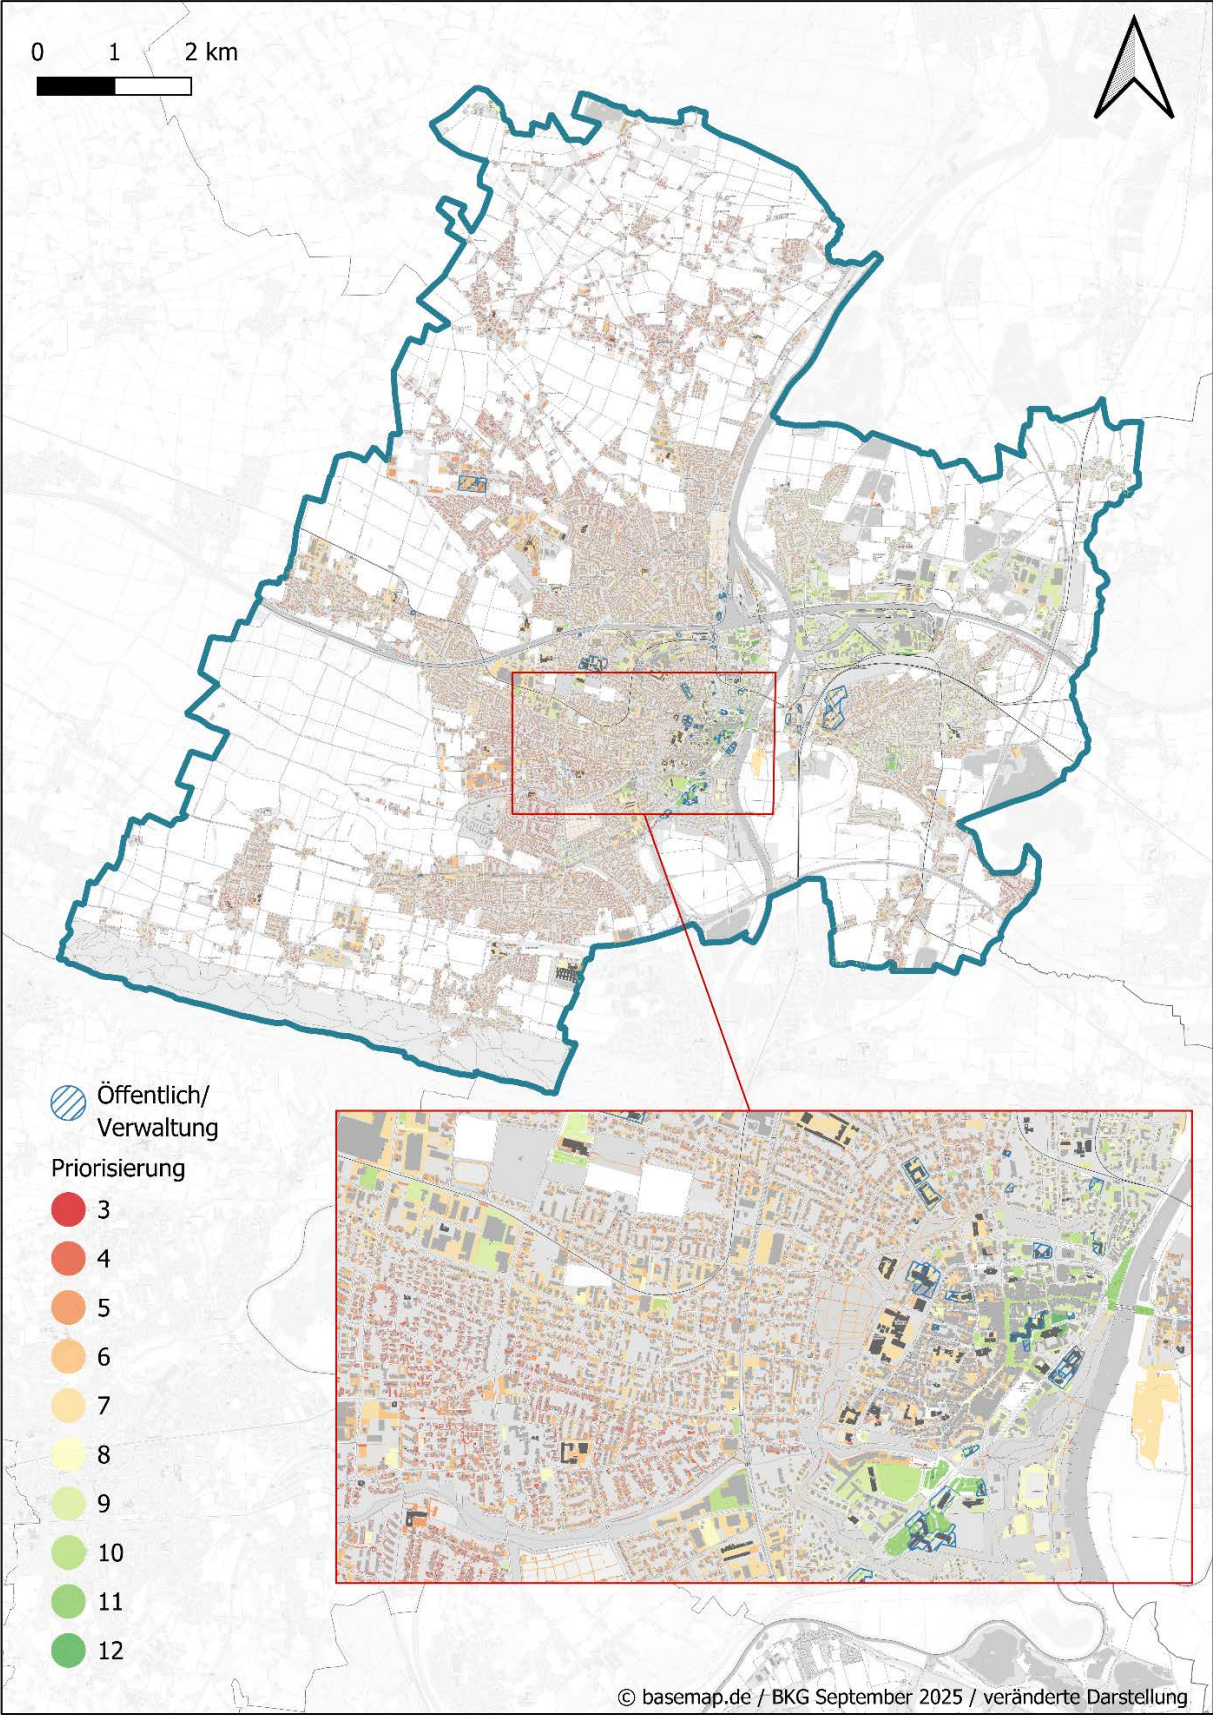 0 1 2 km
Öffentlich/
Verwaltung
Priorisierung
3
4
5
6
7
8
9
10
11
12
© basemap.de / BKG September 2025 / veränderte Darstellung